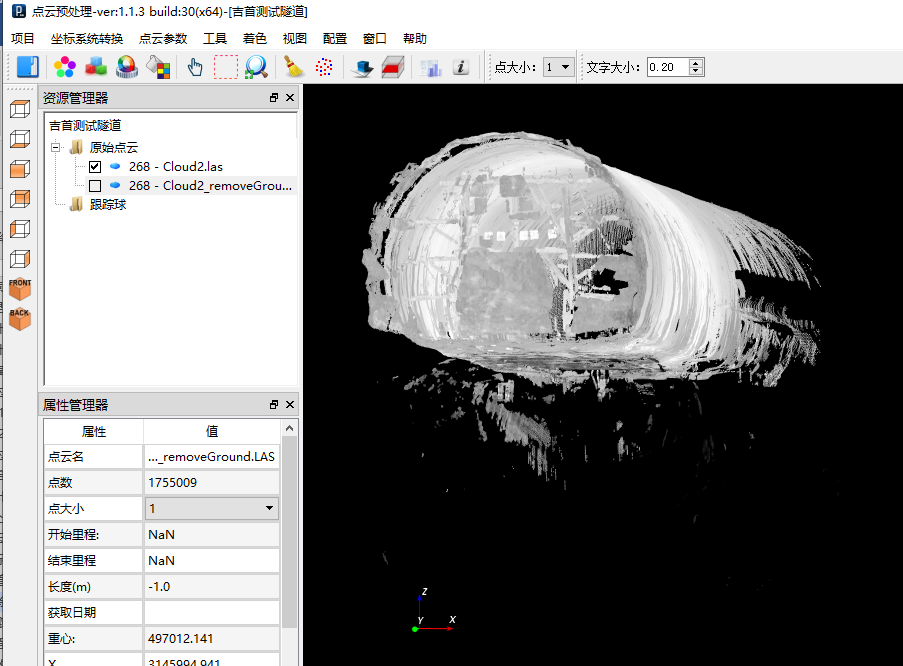 点云预处理-ver:1.1.3 build:30(x64)-[吉首测试隧道]
项目 坐标系统转换 点云参数 工具 着色 视图 配置 窗口 帮助
点大小: 1 文字大小: 0.20
资源管理器
吉首测试隧道
原始点云
268 - Cloud2.las
268 - Cloud2_removeGrou...
跟踪球
FRONT
BACK
属性管理器
属性 值
点云名 ..._removeGround.LAS
点数 1755009
点大小 1
开始里程: NaN
结束里程 NaN
长度(m) -1.0
获取日期
重心: 497012.141
X 3145994.941
Z
Y X